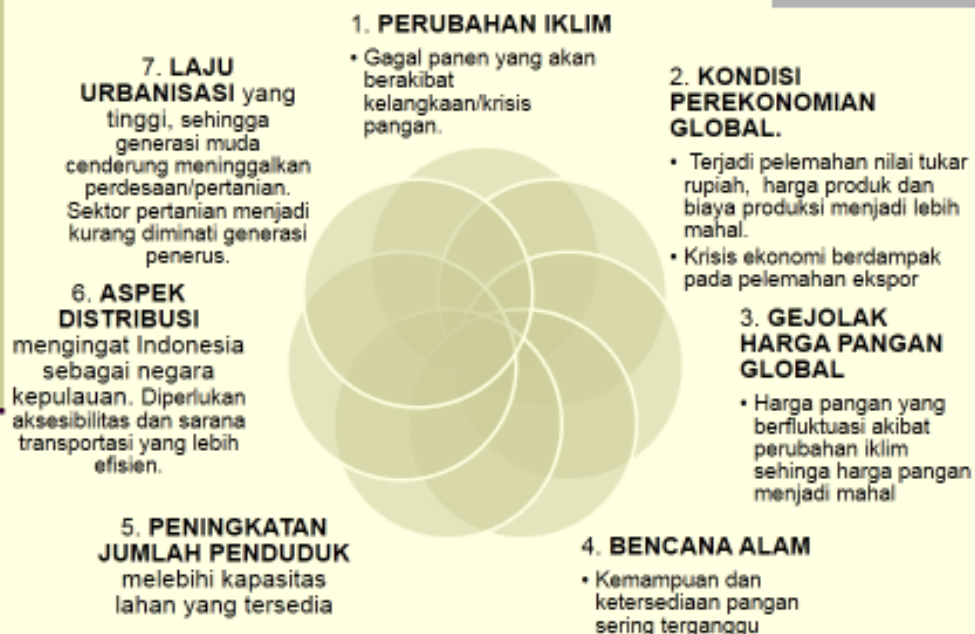 1. PERUBAHAN IKLIM
• Gagal panen yang akan
berakibat
kelangkaan/krisis
pangan.
2. KONDISI
PEREKONOMIAN
GLOBAL.
• Terjadi pelemahan nilai tukar
rupiah, harga produk dan
biaya produksi menjadi lebih
mahal.
• Krisis ekonomi berdampak
pada pelemahan ekspor
3. GEJOLAK
HARGA PANGAN
GLOBAL
• Harga pangan yang
berfluktuasi akibat
perubahan iklim
sehinga harga pangan
menjadi mahal
4. BENCANA ALAM
• Kemampuan dan
ketersediaan pangan
sering terganggu
5. PENINGKATAN
JUMLAH PENDUDUK
melebihi kapasitas
lahan yang tersedia
6. ASPEK
DISTRIBUSI
mengingat Indonesia
sebagai negara
kepulauan. Diperlukan
aksesibilitas dan sarana
transportasi yang lebih
efisien.
7. LAJU
URBANISASI yang
tinggi, sehingga
generasi muda
cenderung meninggalkan
perdesaan/pertanian.
Sektor pertanian menjadi
kurang diminati generasi
penerus.